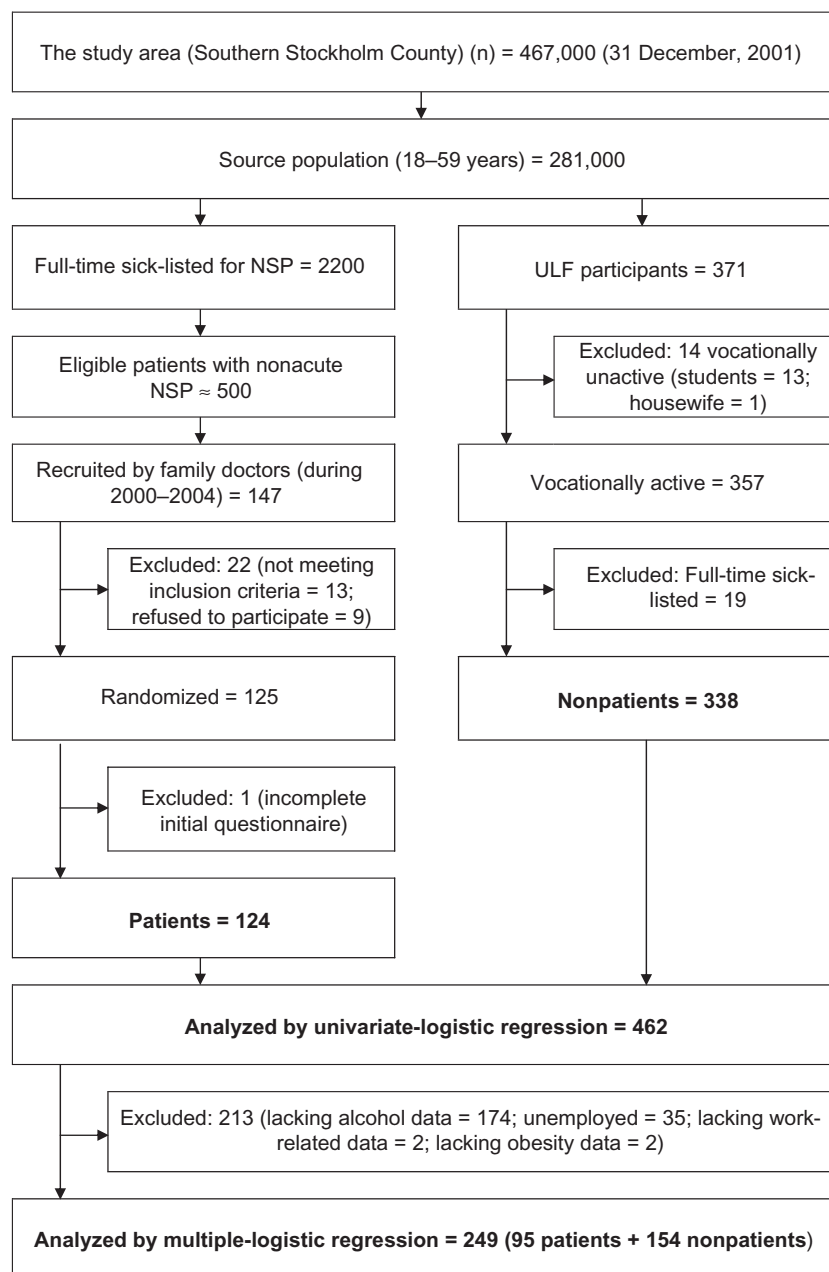 The study area (Southern Stockholm County) (n) = 467,000 (31 December, 2001)
Source population (18–59 years) = 281,000
Full-time sick-listed for NSP = 2200
Eligible patients with nonacute
NSP ≈ 500
Recruited by family doctors (during
2000–2004) = 147
Excluded: 22 (not meeting
inclusion criteria = 13;
refused to participate = 9)
Randomized = 125
Excluded: 1 (incomplete
initial questionnaire)
Patients = 124
ULF participants = 371
Excluded: 14 vocationally
unactive (students = 13;
housewife = 1)
Vocationally active = 357
Excluded: Full-time sick-
listed = 19
Nonpatients = 338
Analyzed by univariate-logistic regression = 462
Excluded: 213 (lacking alcohol data = 174; unemployed = 35; lacking work-
related data = 2; lacking obesity data = 2)
Analyzed by multiple-logistic regression = 249 (95 patients + 154 nonpatients)